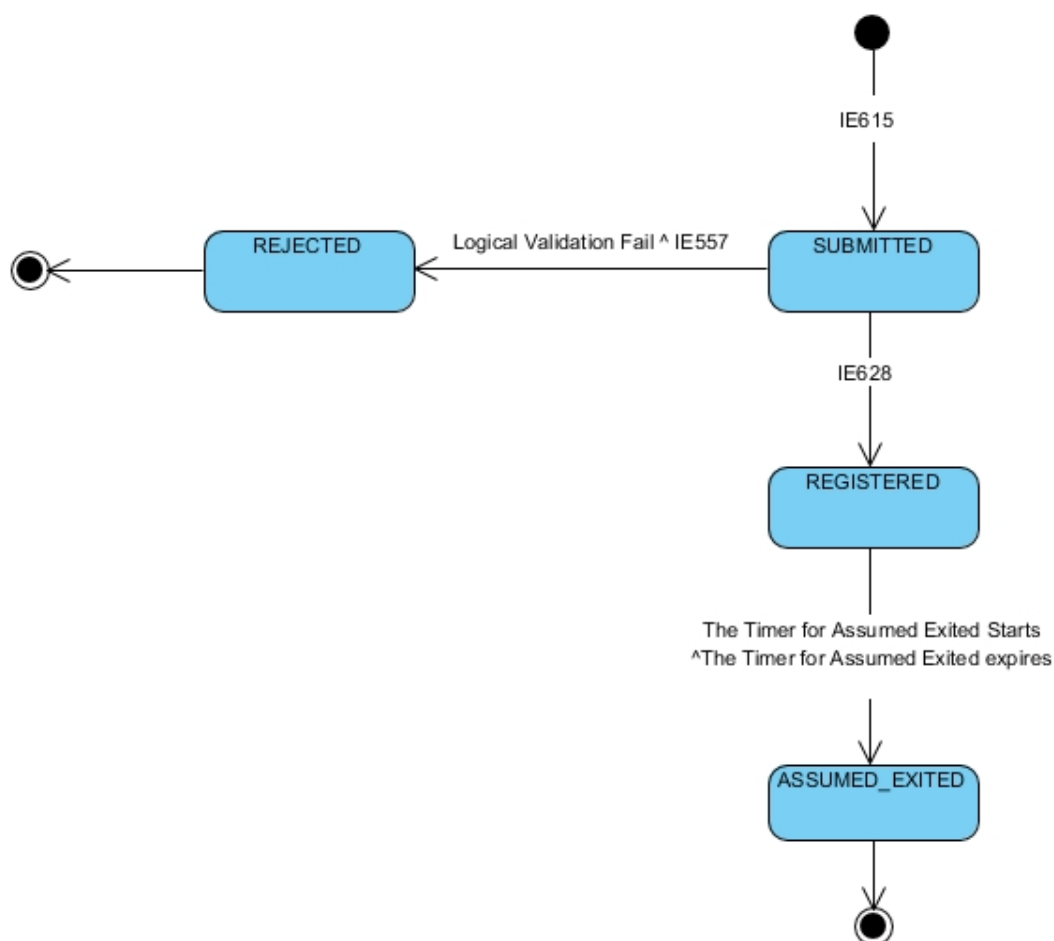 IE615
REJECTED
Logical Validation Fail ^ IE557
SUBMITTED
IE628
REGISTERED
The Timer for Assumed Exited Starts
^The Timer for Assumed Exited expires
ASSUMED_EXITED